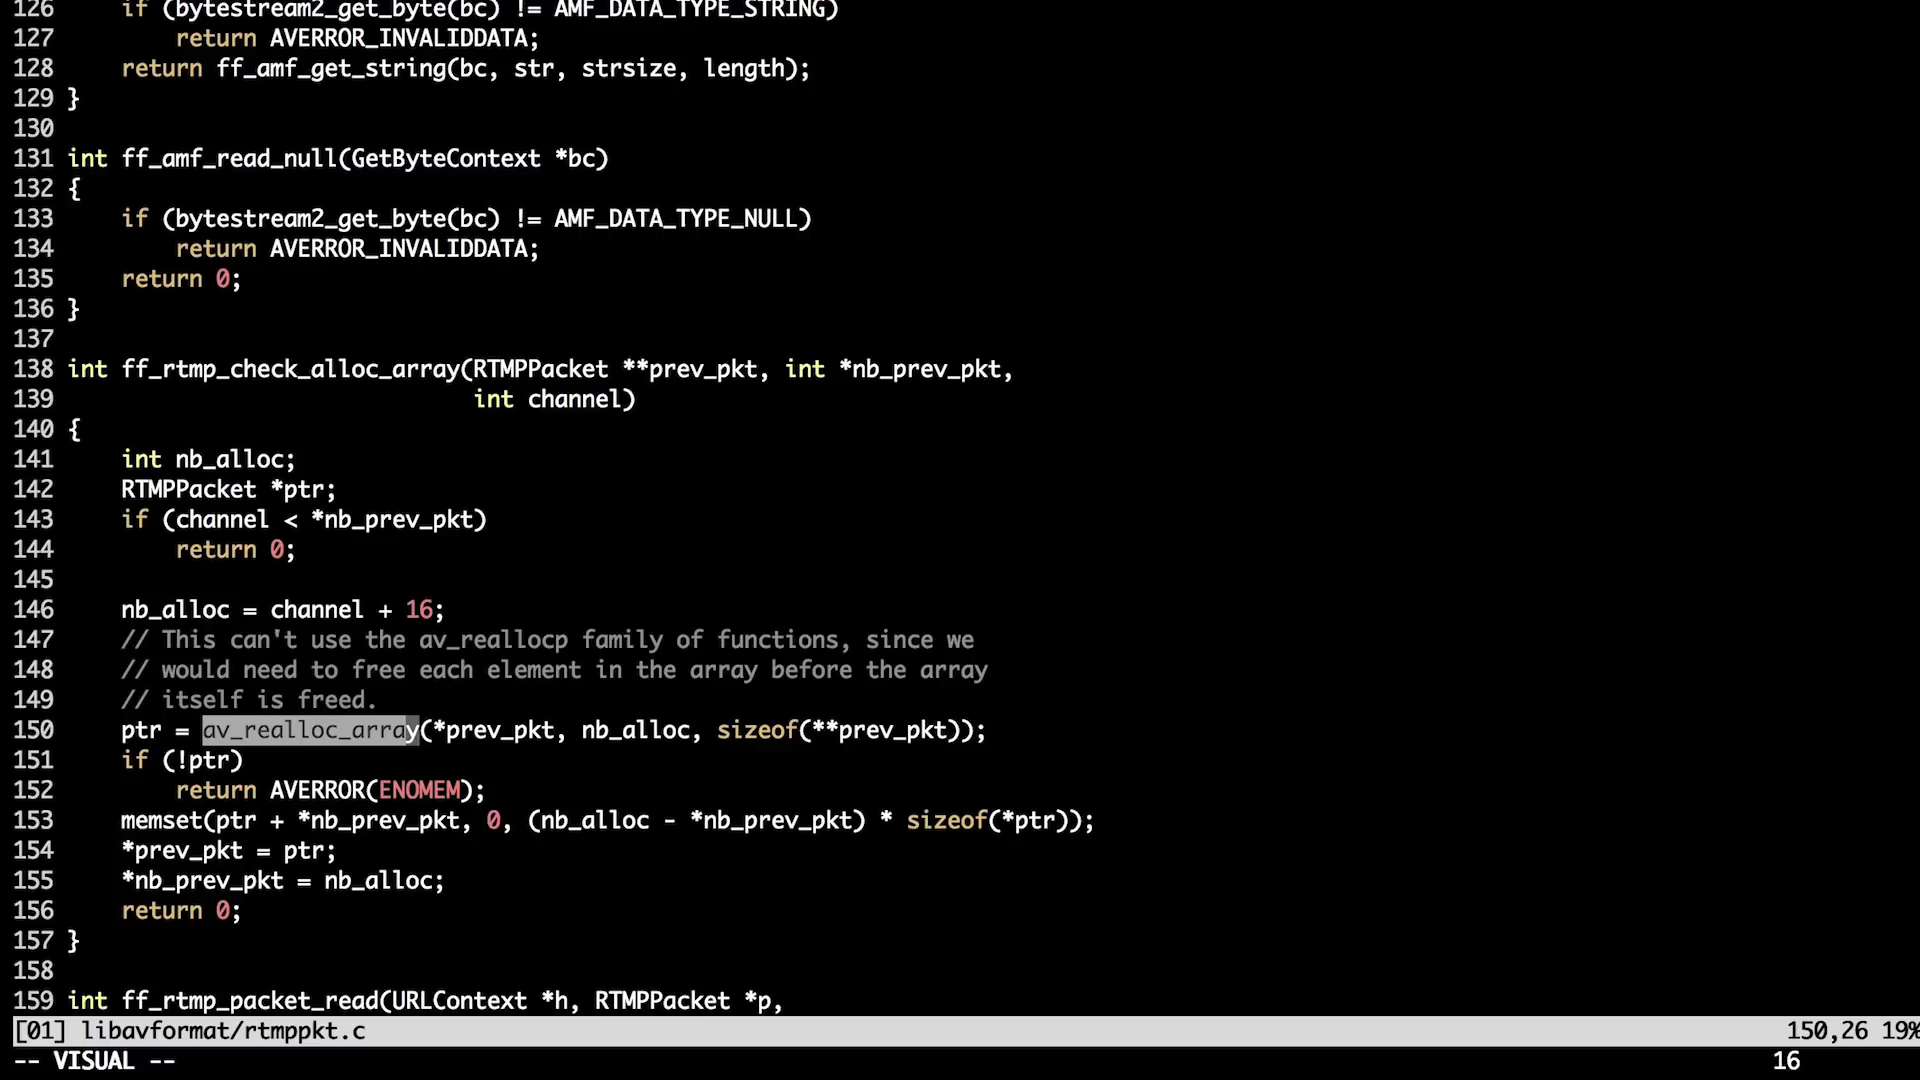 126     if (bytestream2_get_byte(bc) != AMF_DATA_TYPE_STRING)
127         return AVERROR_INVALIDDATA;
128     return ff_amf_get_string(bc, str, strsize, length);
129 }
130
131 int ff_amf_read_null(GetByteContext *bc)
132 {
133     if (bytestream2_get_byte(bc) != AMF_DATA_TYPE_NULL)
134         return AVERROR_INVALIDDATA;
135     return 0;
136 }
137
138 int ff_rtmp_check_alloc_array(RTMPPacket **prev_pkt, int *nb_prev_pkt,
139                               int channel)
140 {
141     int nb_alloc;
142     RTMPPacket *ptr;
143     if (channel < *nb_prev_pkt)
144         return 0;
145
146     nb_alloc = channel + 16;
147     // This can't use the av_reallocp family of functions, since we
148     // would need to free each element in the array before the array
149     // itself is freed.
150     ptr = av_realloc_array(*prev_pkt, nb_alloc, sizeof(**prev_pkt));
151     if (!ptr)
152         return AVERROR(ENOMEM);
153     memset(ptr + *nb_prev_pkt, 0, (nb_alloc - *nb_prev_pkt) * sizeof(*ptr));
154     *prev_pkt = ptr;
155     *nb_prev_pkt = nb_alloc;
156     return 0;
157 }
158
159 int ff_rtmp_packet_read(URLContext *h, RTMPPacket *p,
[01] libavformat/rtmppkt.c 150,26 19%
-- VISUAL -- 16